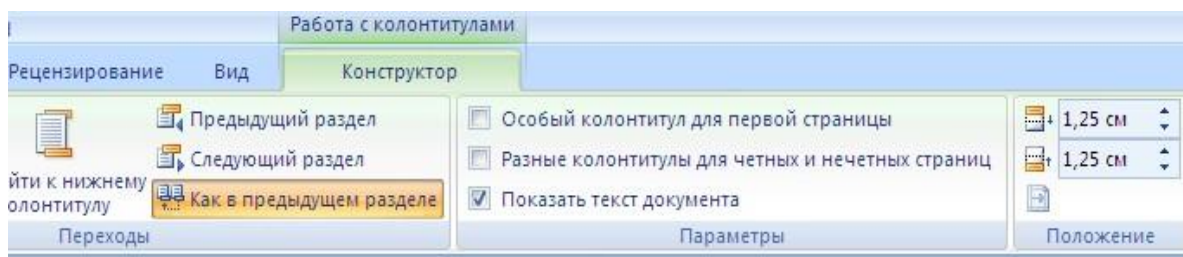 Работа с колонтитулами
Рецензирование Вид Конструктор
Предыдущий раздел
Следующий раздел
йти к нижнему
олонтитулу
Как в предыдущем разделе
Переходы
Особый колонтитул для первой страницы
Разные колонтитулы для четных и нечетных страниц
Показать текст документа
Параметры
1,25 см
1,25 см
Положение